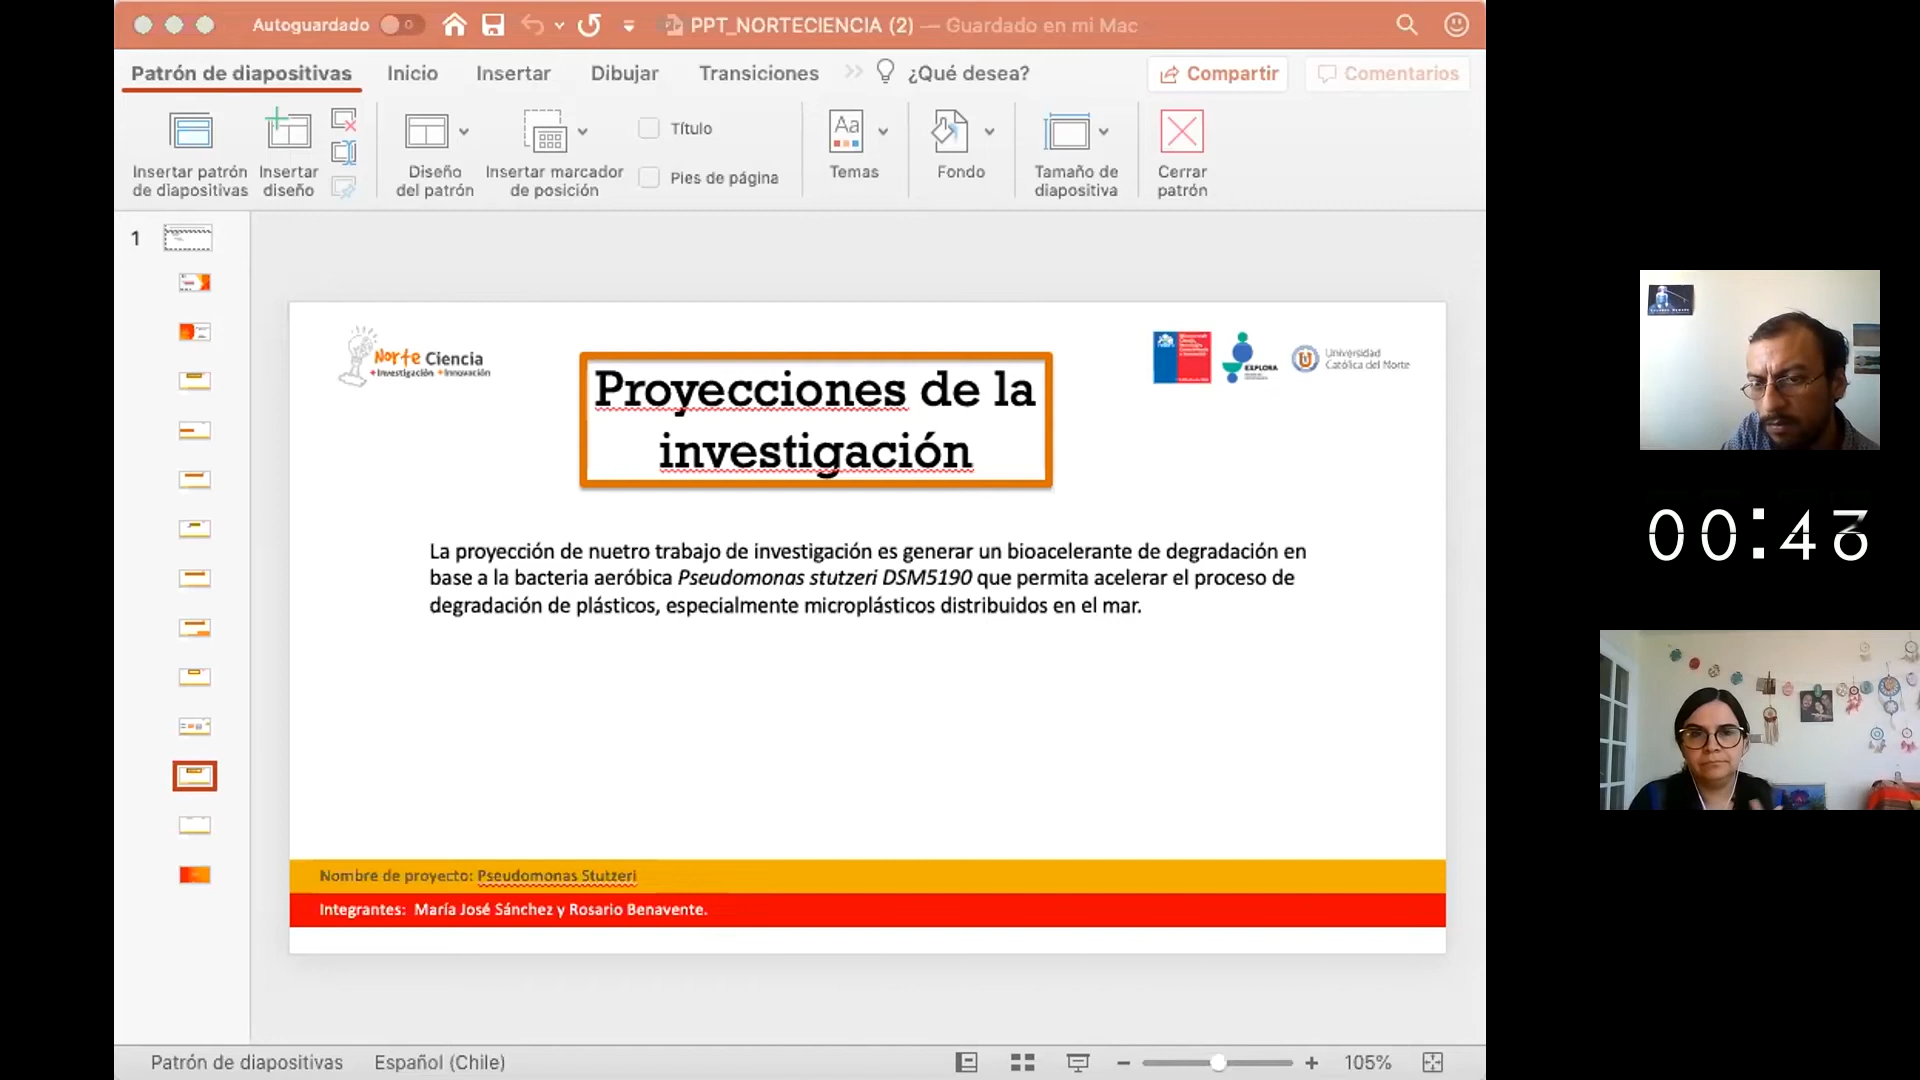 Autoguardado
PPT_NORTECIENCIA (2) — Guardado en mi Mac
Patrón de diapositivas Inicio Insertar Dibujar Transiciones ¿Qué desea? Compartir Comentarios
Insertar patrón de diapositivas
Insertar diseño
Diseño del patrón
Insertar marcador de posición
Título
Pies de página
Aa
Temas
Fondo
Tamaño de diapositiva
Cerrar patrón
1
Norte Ciencia
+Investigación +Innovación
EXPLORA
Universidad
Católica del Norte
Proyecciones de la
investigación
La proyección de nuetro trabajo de investigación es generar un bioacelerante de degradación en
base a la bacteria aeróbica Pseudomonas stutzeri DSM5190 que permita acelerar el proceso de
degradación de plásticos, especialmente microplásticos distribuidos en el mar.
Nombre de proyecto: Pseudomonas Stutzeri
Integrantes: María José Sánchez y Rosario Benavente.
Patrón de diapositivas Español (Chile) 105%